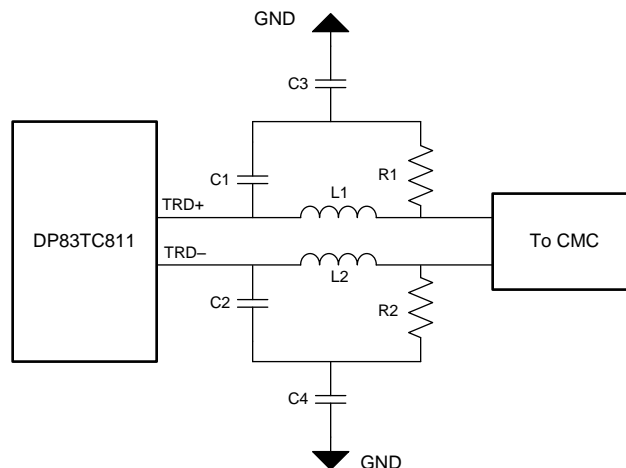 GND
C3
C1
R1
L1
TRD+
DP83TC811
To CMC
TRD–
L2
C2
R2
C4
GND